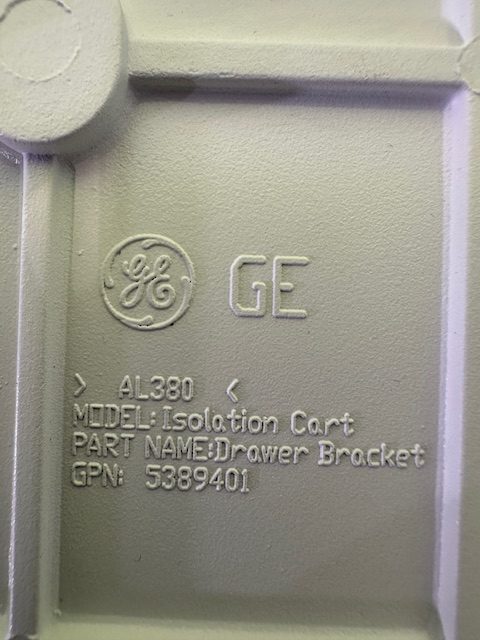 GE GE
> AL380 <
MODEL: Isolation Cart
PART NAME:Drawer Bracket
GPN: 5389401